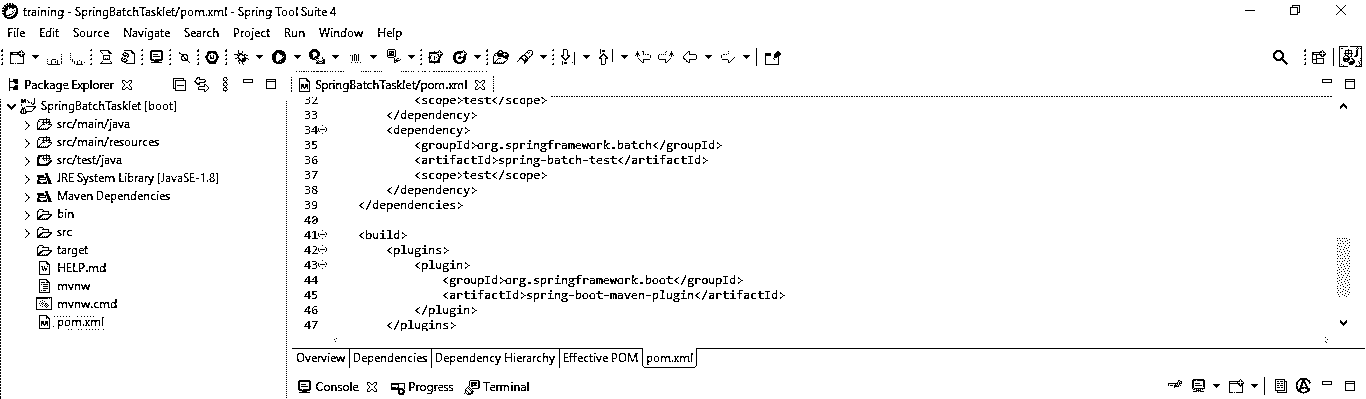 training - SpringBatchTasklet/pom.xml - Spring Tool Suite 4
File Edit Source Navigate Search Project Run Window Help
Package Explorer
SpringBatchTasklet [boot]
src/main/java
src/main/resources
src/test/java
JRE System Library [JavaSE-1.8]
Maven Dependencies
bin
src
target
HELP.md
mvnw
mvnw.cmd
pom.xml
SpringBatchTasklet/pom.xml
32 <scope>test</scope>
33 </dependency>
34 <dependency>
35 <groupId>org.springframework.batch</groupId>
36 <artifactId>spring-batch-test</artifactId>
37 <scope>test</scope>
38 </dependency>
39 </dependencies>
40
41 <build>
42 <plugins>
43 <plugin>
44 <groupId>org.springframework.boot</groupId>
45 <artifactId>spring-boot-maven-plugin</artifactId>
46 </plugin>
47 </plugins>
Overview Dependencies Dependency Hierarchy Effective POM pom.xml
Console Progress Terminal